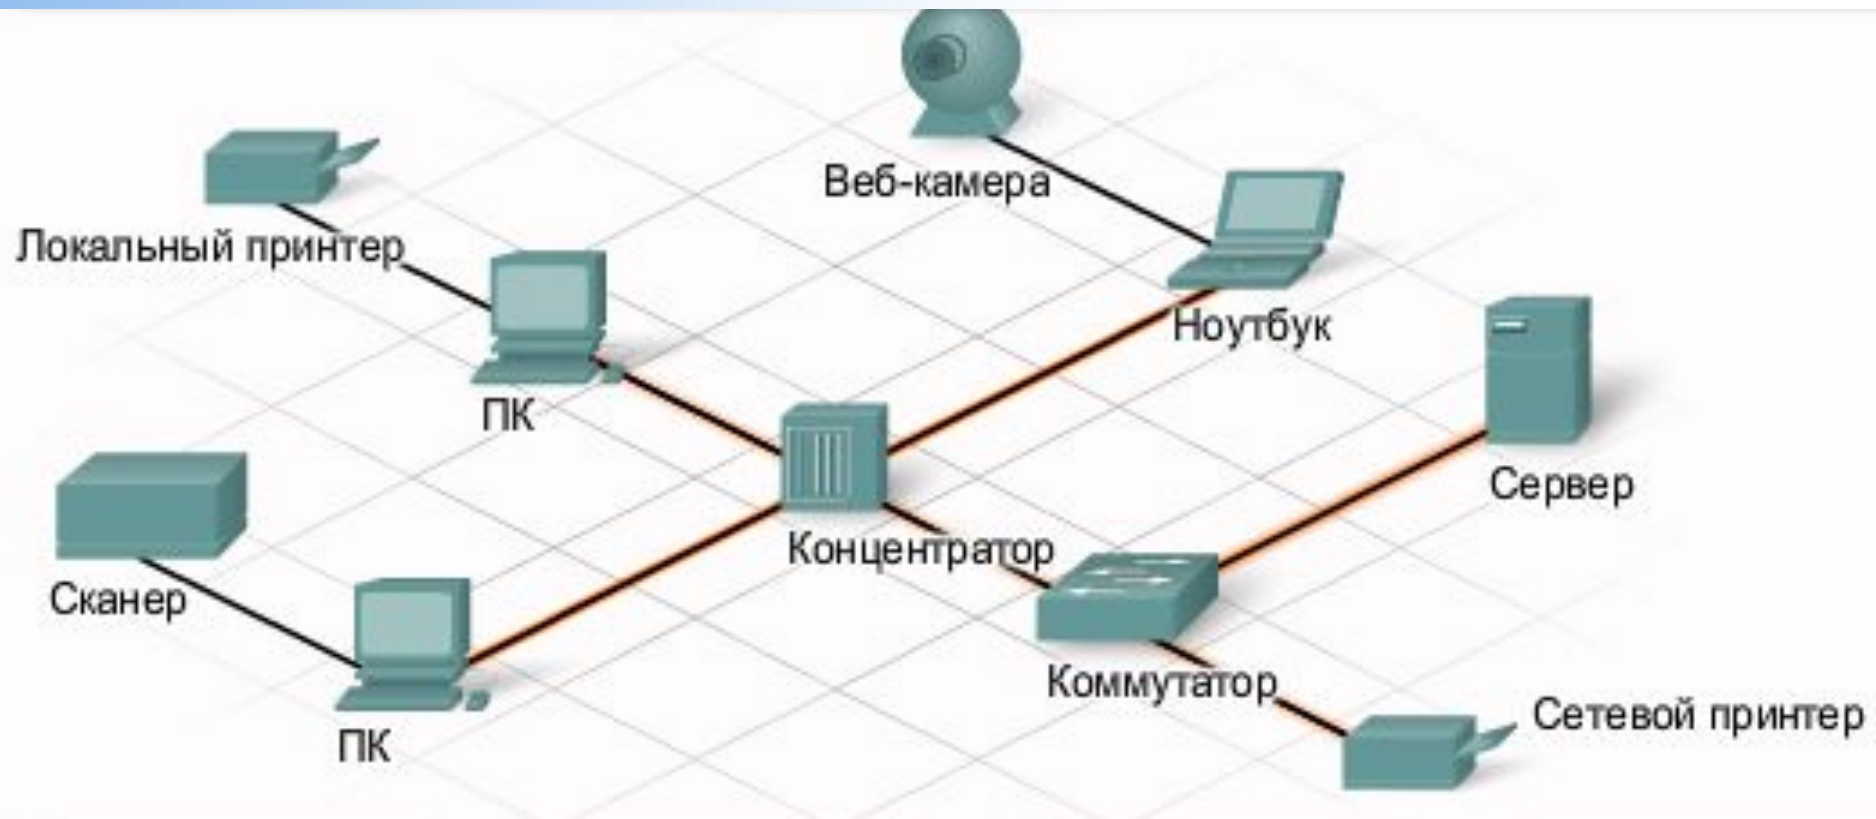 Веб-камера
Локальный принтер
Ноутбук
ПК
Сервер
Концентратор
Сканер
Коммутатор
Сетевой принтер
ПК